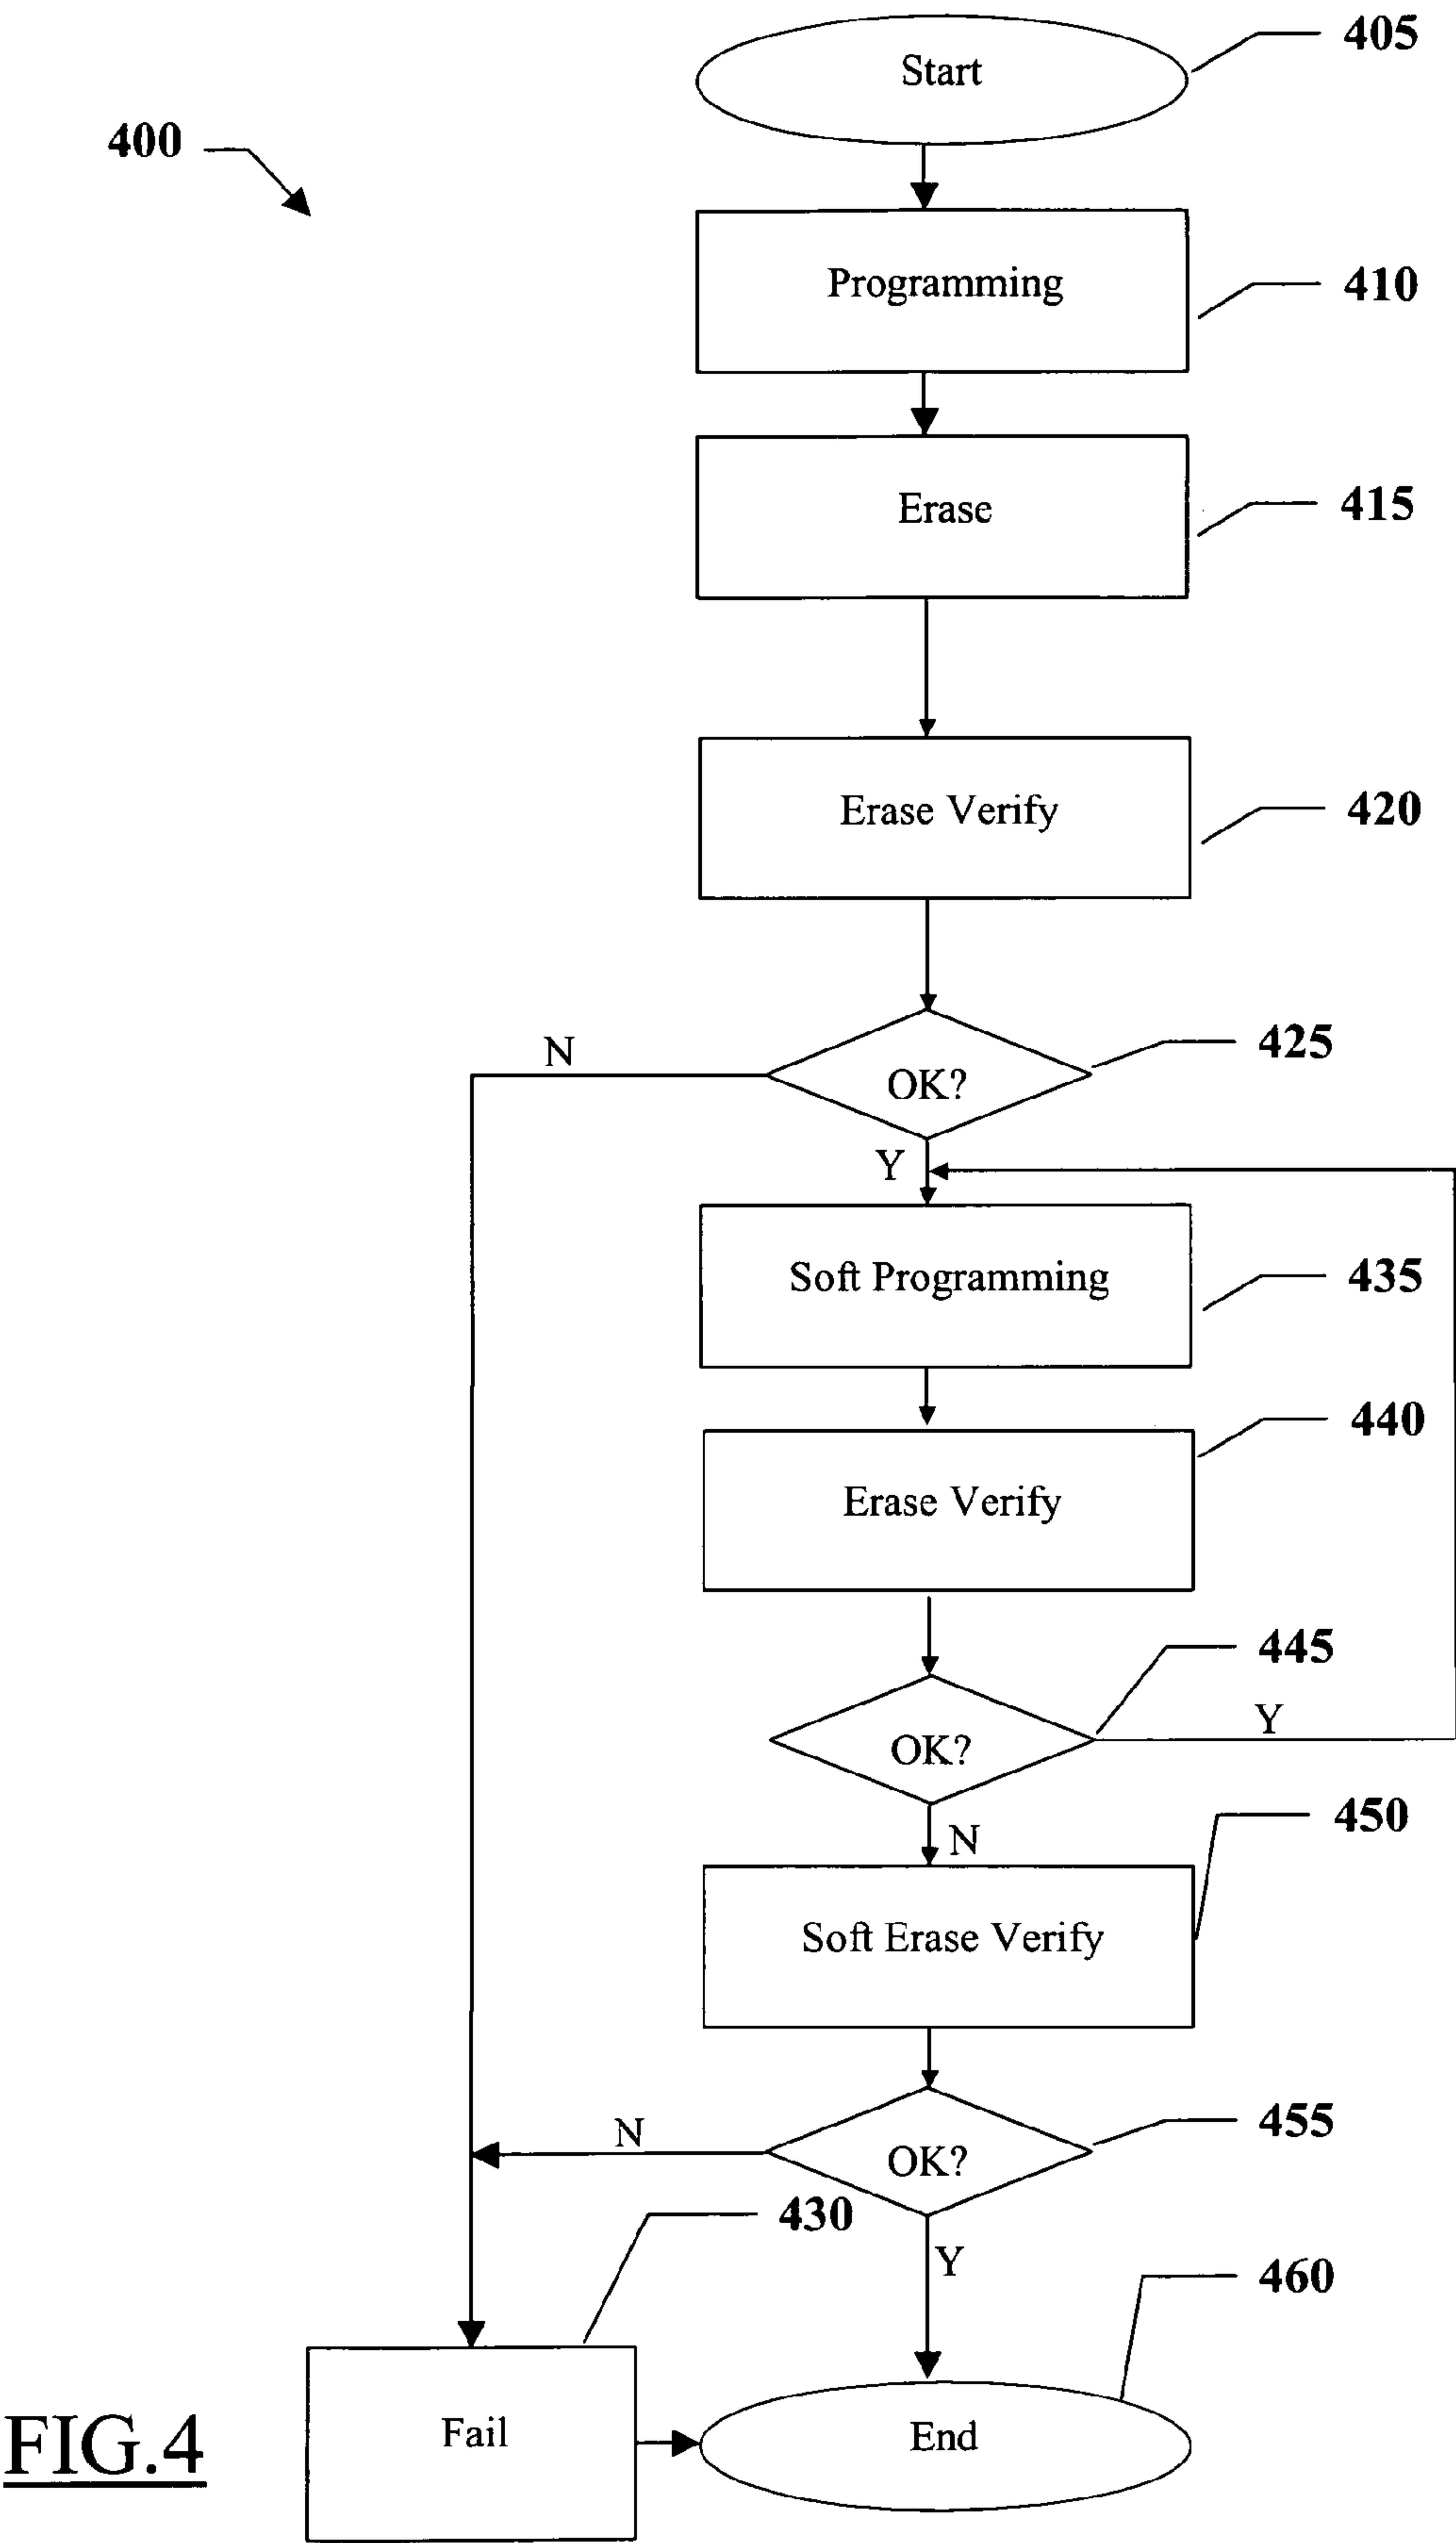 405
Start
400
Programming
410
Erase
415
Erase Verify
420
425
N
OK?
Y
Soft Programming
435
440
Erase Verify
445
OK?
Y
450
N
Soft Erase Verify
455
N
OK?
430
Y
460
Fail
End
FIG.4